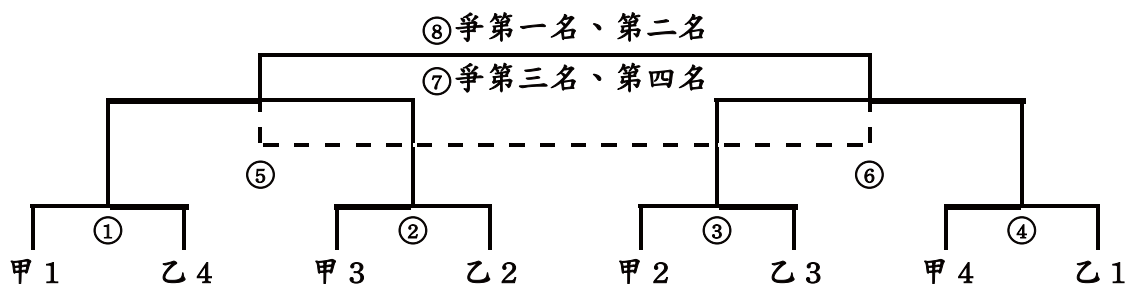 ⑧爭第一名、第二名
⑦爭第三名、第四名
⑤ ⑥
① ② ③ ④
甲1 乙4 甲3 乙2 甲2 乙3 甲4 乙1